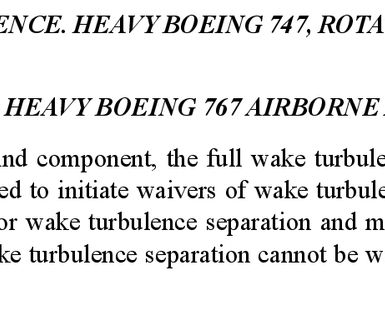 ENCE. HEAVY BOEING 747, ROTA
HEAVY BOEING 767 AIRBORNE
nd component, the full wake turbule
ed to initiate waivers of wake turbule
or wake turbulence separation and m
ke turbulence separation cannot be w